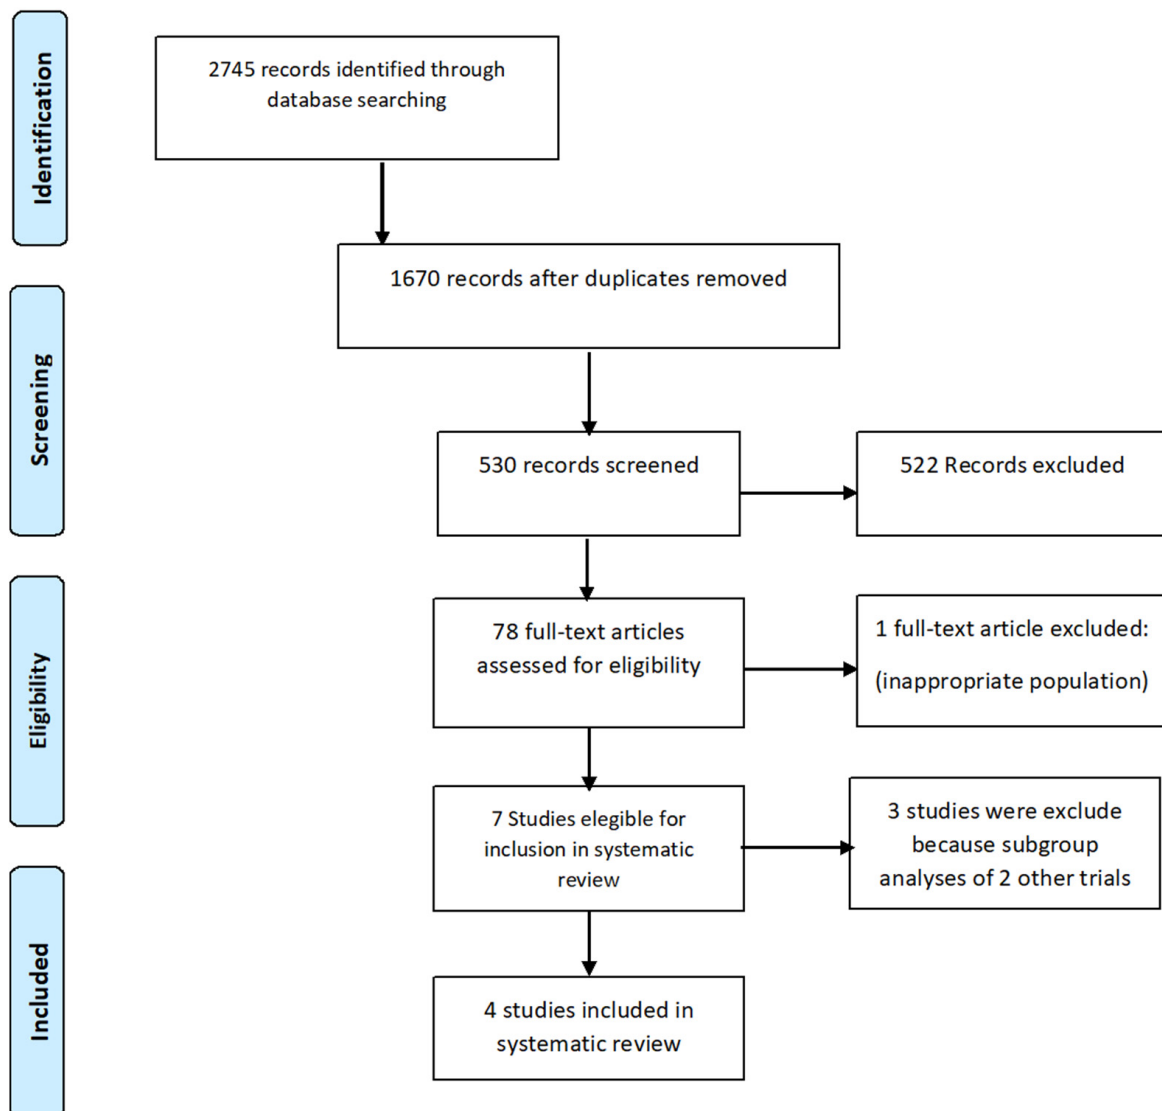 Identification
2745 records identified through
database searching
1670 records after duplicates removed
Screening
530 records screened
522 Records excluded
Eligibility
78 full-text articles
assessed for eligibility
1 full-text article excluded:
(inappropriate population)
7 Studies elegible for
inclusion in systematic
review
3 studies were exclude
because subgroup
analyses of 2 other trials
Included
4 studies included in
systematic review